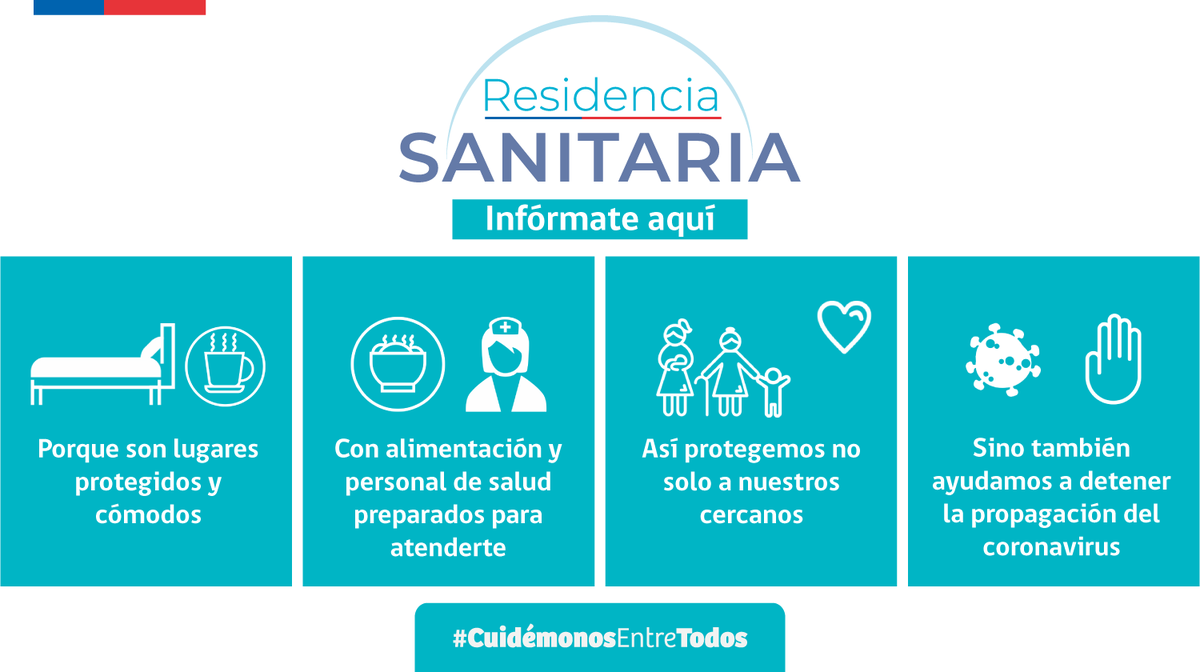 Residencia
SANITARIA
Infórmate aquí
Porque son lugares
protegidos y
cómodos
Con alimentación y
personal de salud
preparados para
atenderte
Así protegemos no
solo a nuestros
cercanos
Sino también
ayudamos a detener
la propagación del
coronavirus
#CuidémonosEntreTodos